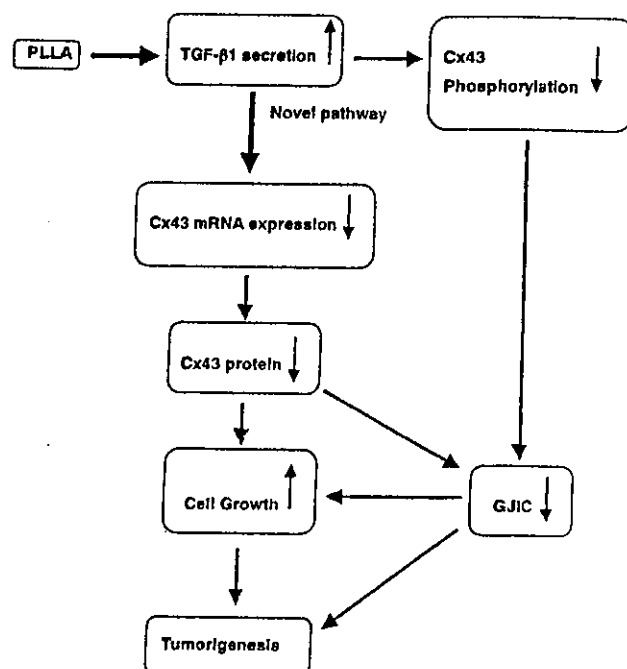 PLLA
TGF-β1 secretion
Cx43
Phosphorylation
Novel pathway
Cx43 mRNA expression
Cx43 protein
Cell Growth
GJIC
Tumorigenesis